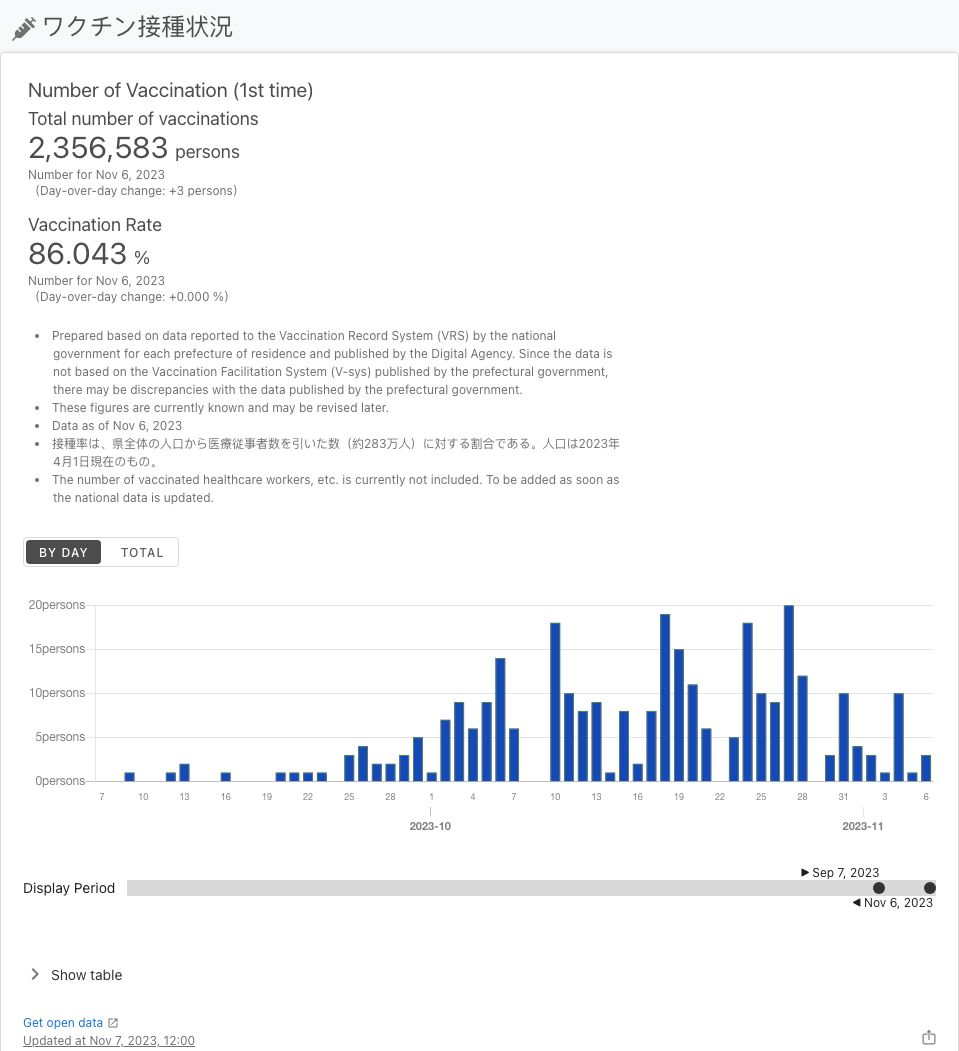 ワクチン接種状況
Number of Vaccination (1st time)
Total number of vaccinations
2,356,583 persons
Number for Nov 6, 2023
(Day-over-day change: +3 persons)
Vaccination Rate
86.043 %
Number for Nov 6, 2023
(Day-over-day change: +0.000 %)
• Prepared based on data reported to the Vaccination Record System (VRS) by the national
government for each prefecture of residence and published by the Digital Agency. Since the data is
not based on the Vaccination Facilitation System (V-sys) published by the prefectural government,
there may be discrepancies with the data published by the prefectural government.
• These figures are currently known and may be revised later.
• Data as of Nov 6, 2023
• 接種率は、県全体の人口から医療従事者数を引いた数（約283万人）に対する割合である。人口は2023年
4月1日現在のもの。
• The number of vaccinated healthcare workers, etc. is currently not included. To be added as soon as
the national data is updated.
BY DAY TOTAL
20persons
15persons
10persons
5persons
0persons
7 10 13 16 19 22 25 28 1 4 7 10 13 16 19 22 25 28 31 3 6
2023-10 2023-11
▶ Sep 7, 2023
Display Period
◀ Nov 6, 2023
Show table
Get open data
Updated at Nov 7, 2023, 12:00